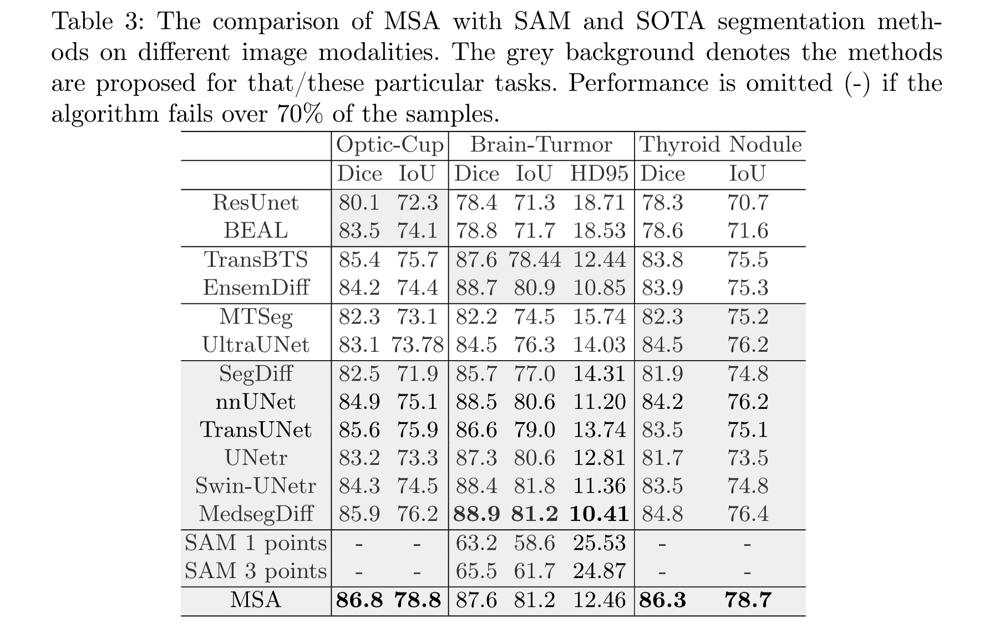 Table 3: The comparison of MSA with SAM and SOTA segmentation meth-
ods on different image modalities. The grey background denotes the methods
are proposed for that/these particular tasks. Performance is omitted (-) if the
algorithm fails over 70% of the samples.
Optic-Cup Brain-Turmor Thyroid Nodule
Dice IoU Dice IoU HD95 Dice IoU
ResUnet 80.1 72.3 78.4 71.3 18.71 78.3 70.7
BEAL 83.5 74.1 78.8 71.7 18.53 78.6 71.6
TransBTS 85.4 75.7 87.6 78.44 12.44 83.8 75.5
EnsemDiff 84.2 74.4 88.7 80.9 10.85 83.9 75.3
MTSeg 82.3 73.1 82.2 74.5 15.74 82.3 75.2
UltraUNet 83.1 73.78 84.5 76.3 14.03 84.5 76.2
SegDiff 82.5 71.9 85.7 77.0 14.31 81.9 74.8
nnUNet 84.9 75.1 88.5 80.6 11.20 84.2 76.2
TransUNet 85.6 75.9 86.6 79.0 13.74 83.5 75.1
UNetr 83.2 73.3 87.3 80.6 12.81 81.7 73.5
Swin-UNetr 84.3 74.5 88.4 81.8 11.36 83.5 74.8
MedsegDiff 85.9 76.2 88.9 81.2 10.41 84.8 76.4
SAM 1 points - - 63.2 58.6 25.53 - -
SAM 3 points - - 65.5 61.7 24.87 - -
MSA 86.8 78.8 87.6 81.2 12.46 86.3 78.7